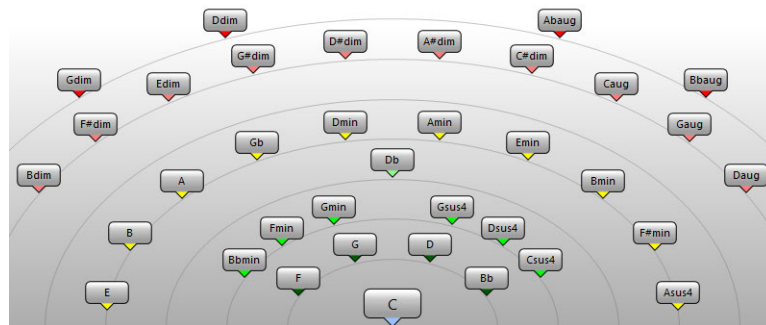 Ddim
Abaug
D#dim
A#dim
G#dim
C#dim
Gdim
Edim
Caug
Bbaug
F#dim
Gaug
Dmin
Amin
Gb
Emin
Db
Bdim
A
Bmin
Daug
Gmin
Gsus4
Fmin
Dsus4
B
F#min
G
D
Bbmin
Csus4
F
Bb
E
Asus4
C